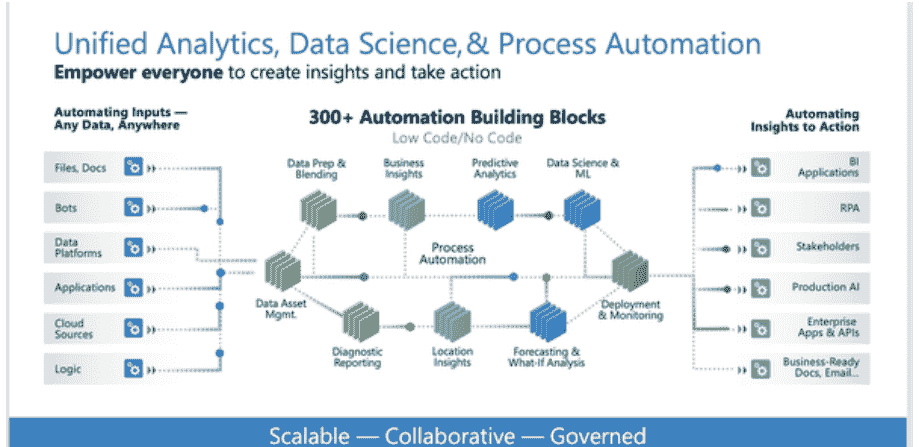 Unified Analytics, Data Science, & Process Automation
Empower everyone to create insights and take action
Automating Inputs —
Any Data, Anywhere
Files, Docs
Bots
Data
Platforms
Applications
Cloud
Sources
Logic
300+ Automation Building Blocks
Low Code/No Code
Data Prep &
Blending
Business
Insights
Predictive
Analytics
Data Science &
ML
Process
Automation
Data Asset
Mgmt.
Deployment
& Monitoring
Diagnostic
Reporting
Location
Insights
Forecasting &
What-If Analysis
Automating
Insights to Action
BI
Applications
RPA
Stakeholders
Production AI
Enterprise
Apps & APIs
Business-Ready
Docs, Email...
Scalable — Collaborative — Governed